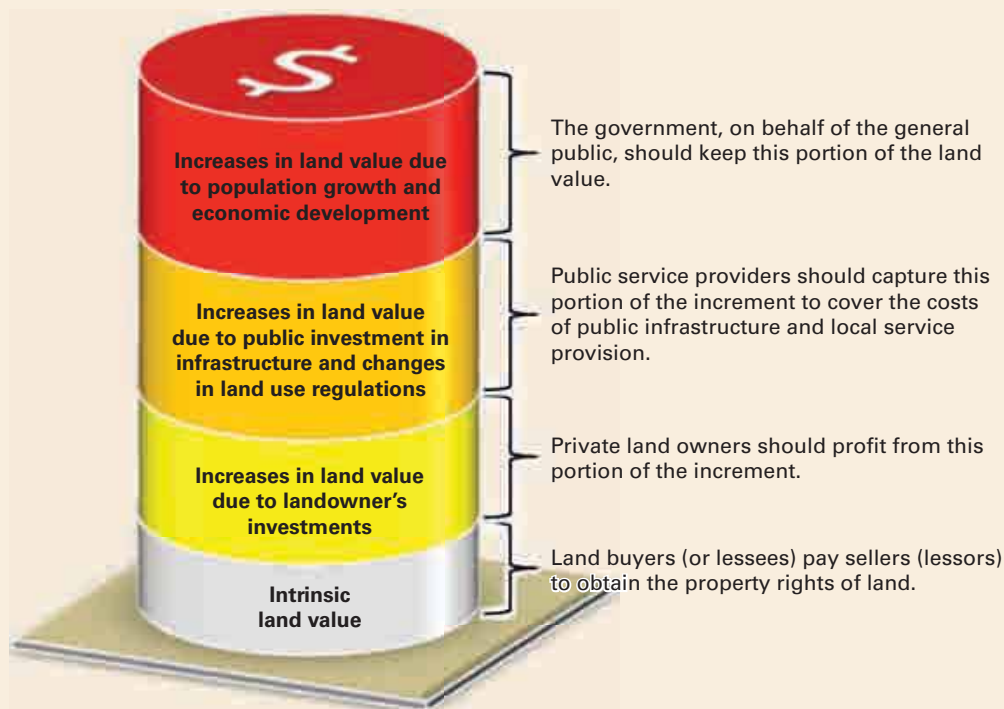 $
Increases in land value due
to population growth and
economic development
The government, on behalf of the general
public, should keep this portion of the land
value.
Increases in land value
due to public investment in
infrastructure and changes
in land use regulations
Public service providers should capture this
portion of the increment to cover the costs
of public infrastructure and local service
provision.
Increases in land value
due to landowner’s
investments
Private land owners should profit from this
portion of the increment.
Intrinsic
land value
Land buyers (or lessees) pay sellers (lessors)
to obtain the property rights of land.